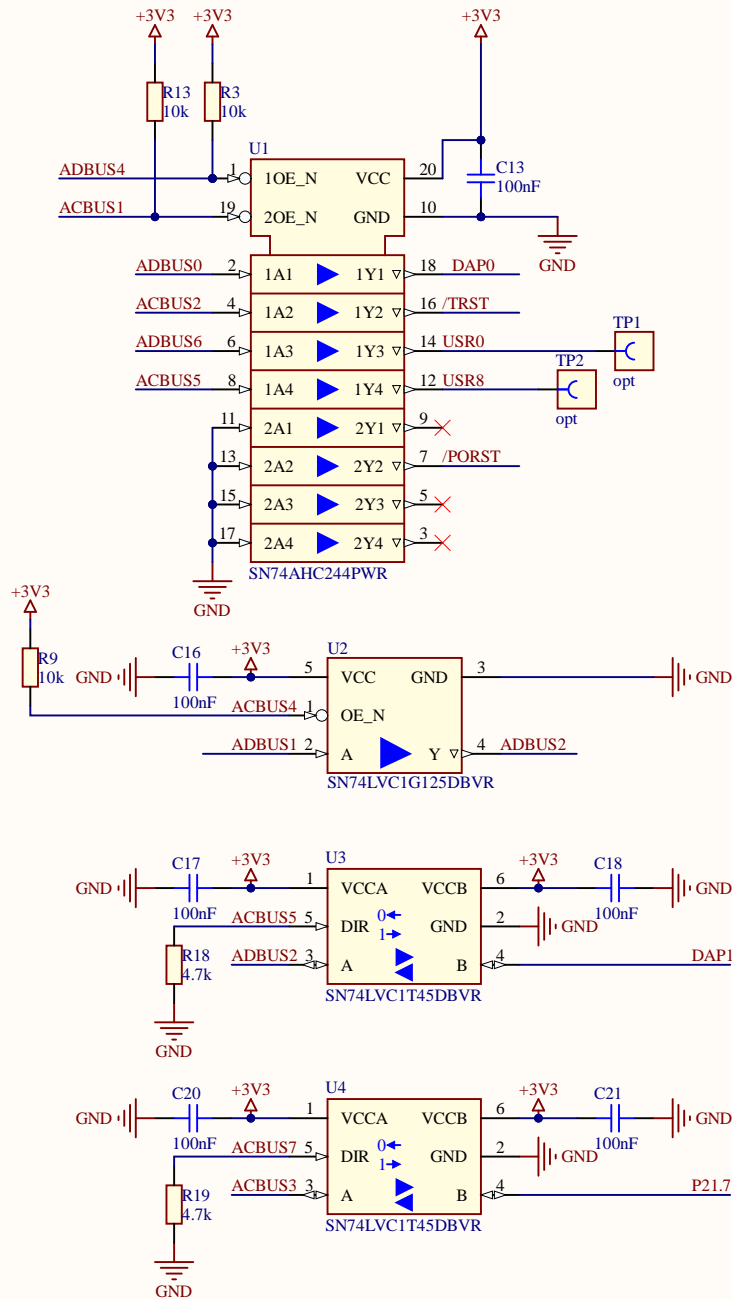 +3V3 +3V3 +3V3
R13 R3
10k 10k
U1
C13
100nF
ADBUS4 1 1OE_N VCC 20
ACBUS1 19 2OE_N GND 10
GND
ADBUS0 2 1A1 1Y1 18 DAP0
ACBUS2 4 1A2 1Y2 16 /TRST
TP1
ADBUS6 6 1A3 1Y3 14 USR0
TP2 opt
ACBUS5 8 1A4 1Y4 12 USR8
opt
11 2A1 2Y1 9
13 2A2 2Y2 7 /PORST
15 2A3 2Y3 5
17 2A4 2Y4 3
SN74AHC244PWR
GND
+3V3
R9
10k
C16 +3V3 U2
GND 5 VCC GND 3 GND
100nF
ACBUS4 1 OE_N
ADBUS1 2 A Y 4 ADBUS2
SN74LVC1G125DBVR
C17 +3V3 U3 +3V3 C18
GND 1 VCCA VCCB 6 GND
100nF 100nF
ACBUS5 5 DIR 0 GND 2 GND
1
R18
4.7k
ADBUS2 3 A B 4 DAP1
SN74LVC1T45DBVR
GND
C20 +3V3 U4 +3V3 C21
GND 1 VCCA VCCB 6 GND
100nF 100nF
ACBUS7 5 DIR 0 GND 2 GND
1
R19
4.7k
ACBUS3 3 A B 4 P21.7
SN74LVC1T45DBVR
GND